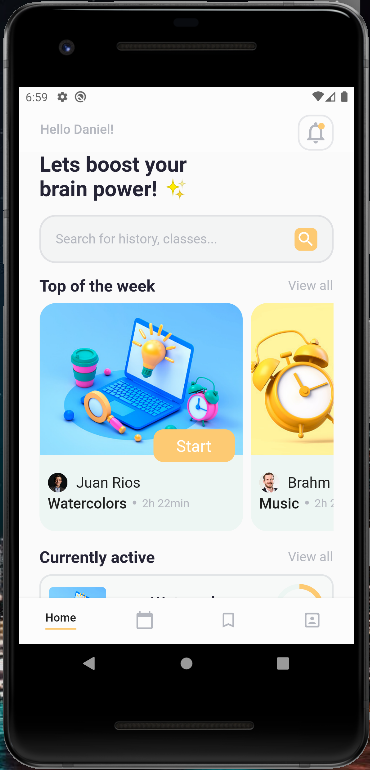 6:59
Hello Daniel!
Lets boost your
brain power! ✨
Search for history, classes...
Top of the week
View all
Start
Juan Rios
Watercolors • 2h 22min
Brahm
Music • 2h 2
Currently active
View all
Home